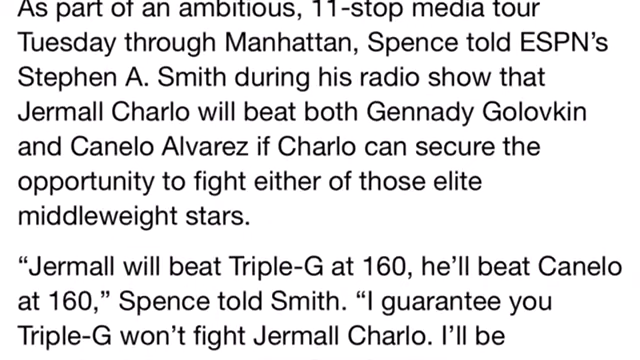 As part of an ambitious, 11-stop media tour
Tuesday through Manhattan, Spence told ESPN’s
Stephen A. Smith during his radio show that
Jermall Charlo will beat both Gennady Golovkin
and Canelo Alvarez if Charlo can secure the
opportunity to fight either of those elite
middleweight stars.
“Jermall will beat Triple-G at 160, he’ll beat Canelo
at 160,” Spence told Smith. “I guarantee you
Triple-G won’t fight Jermall Charlo. I’ll be